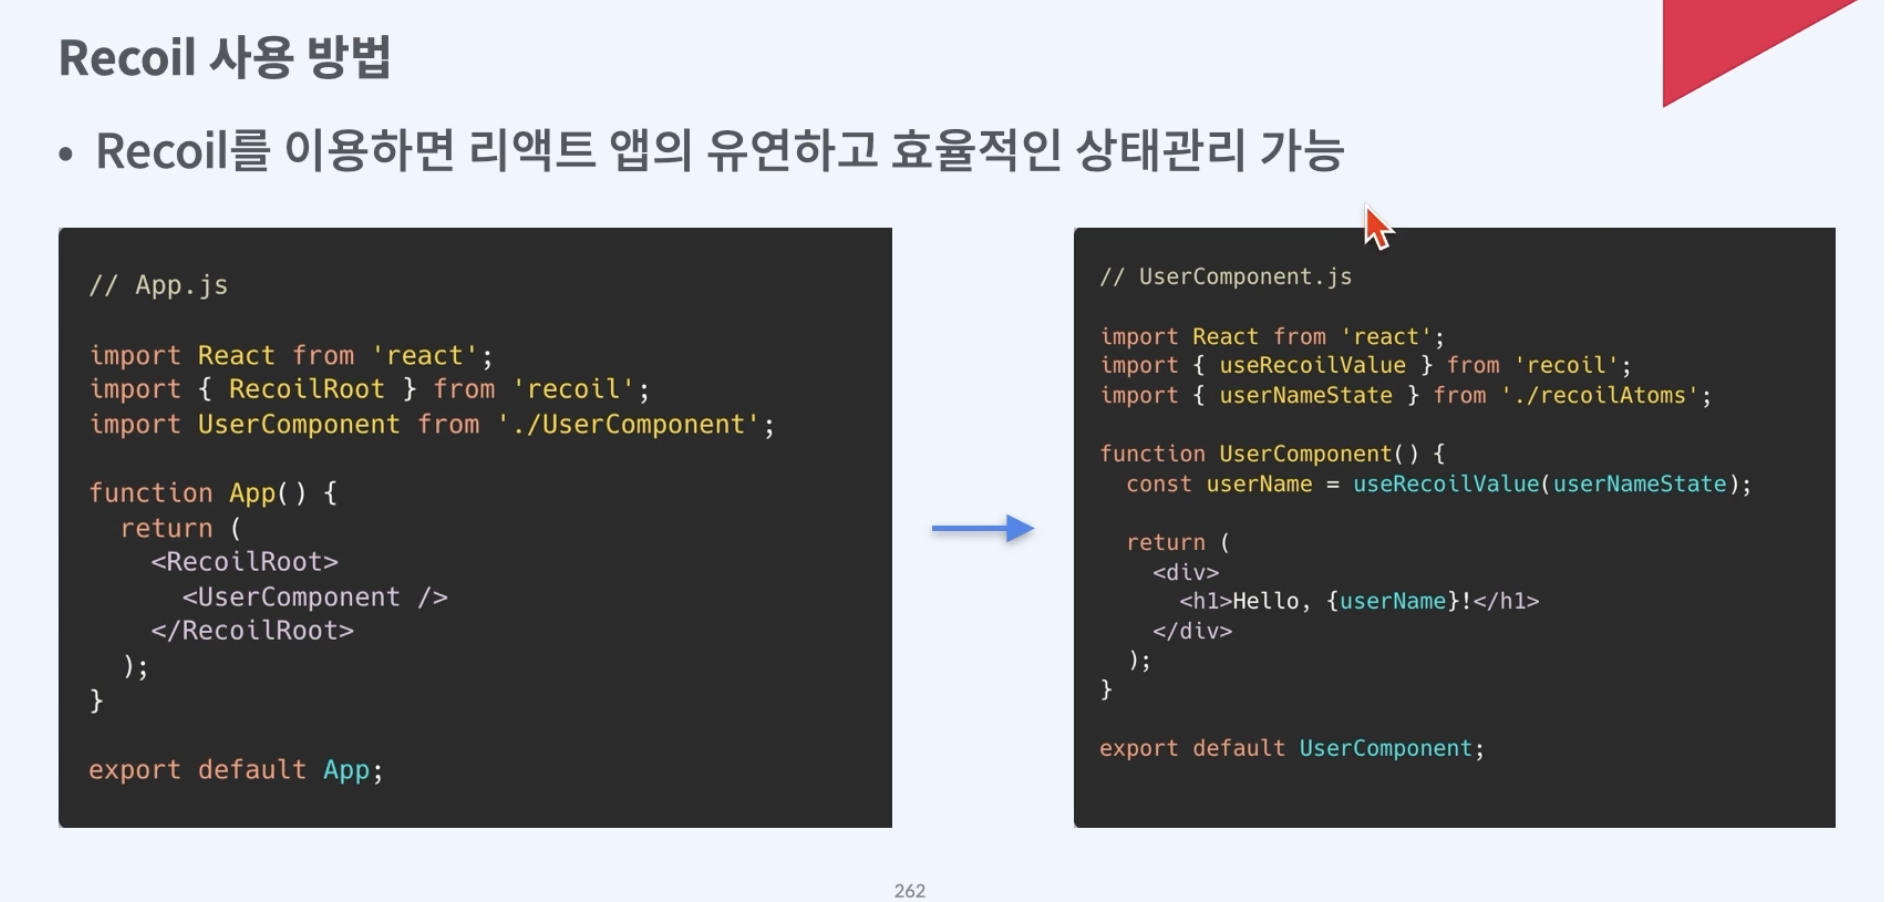 Recoil 사용 방법
• Recoil를 이용하면 리액트 앱의 유연하고 효율적인 상태관리 가능
// App.js
import React from 'react';
import { RecoilRoot } from 'recoil';
import UserComponent from './UserComponent';
function App() {
  return (
    <RecoilRoot>
      <UserComponent />
    </RecoilRoot>
  );
}
export default App;
// UserComponent.js
import React from 'react';
import { useRecoilValue } from 'recoil';
import { userNameState } from './recoilAtoms';
function UserComponent() {
  const userName = useRecoilValue(userNameState);
  return (
    <div>
      <h1>Hello, {userName}!</h1>
    </div>
  );
}
export default UserComponent;
262